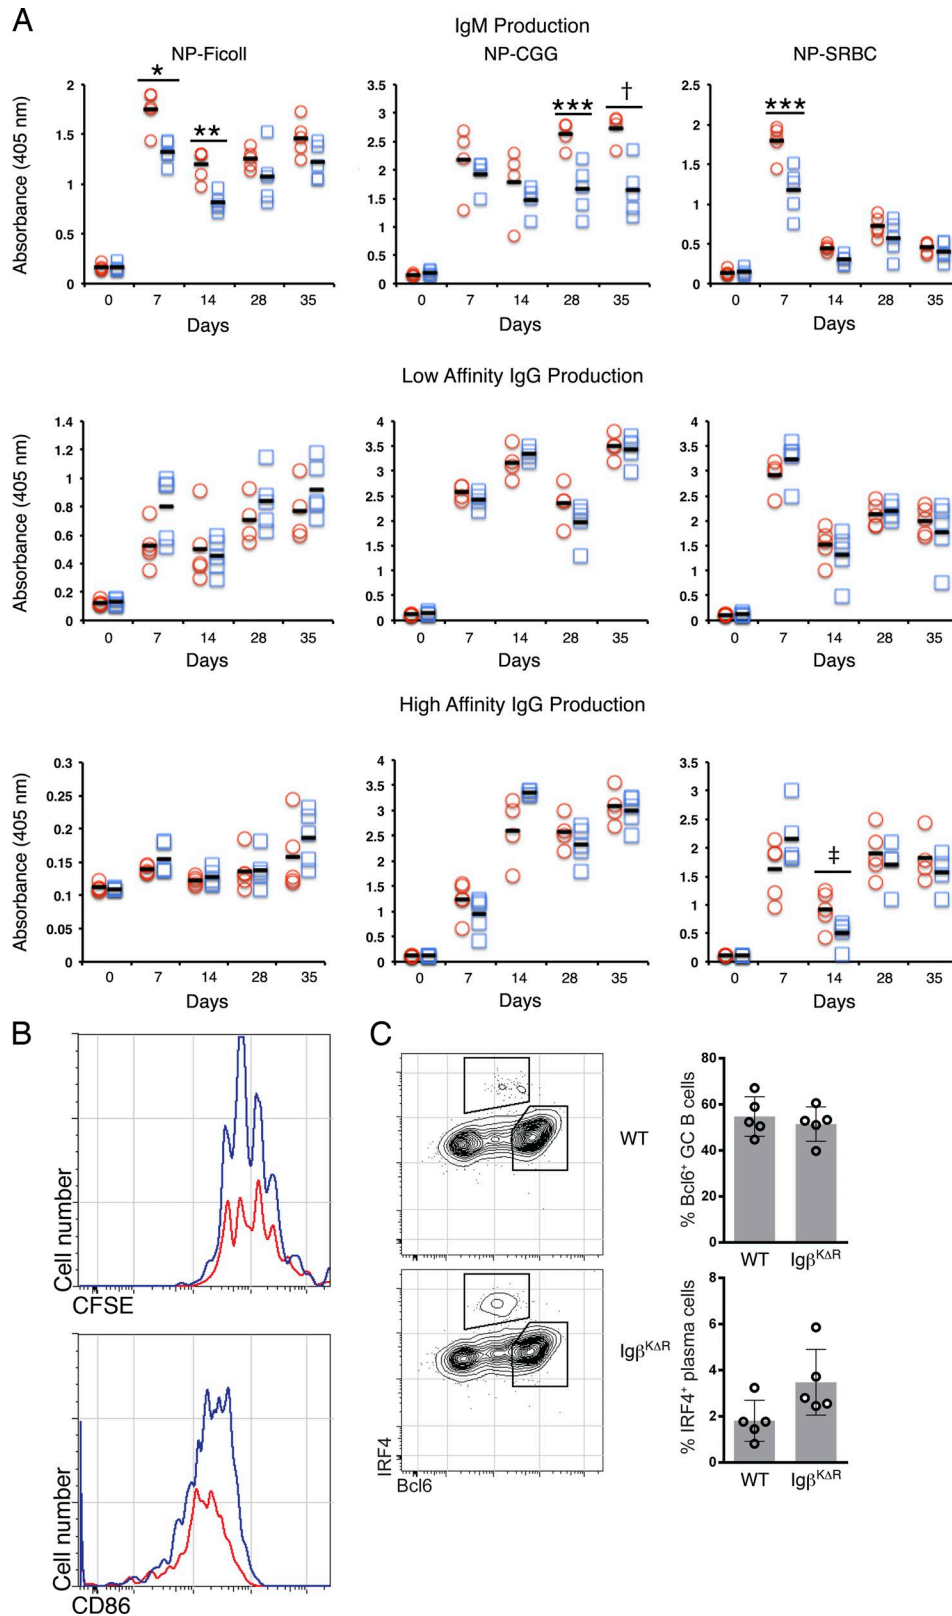 A
IgM Production
NP-Ficoll NP-CGG NP-SRBC
Absorbance (405 nm)
2
1.5
1
0.5
0
* **
0 7 14 28 35
Days
3.5
3
2.5
2
1.5
1
0.5
0
*** †
0 7 14 28 35
Days
2.5
2
1.5
1
0.5
0
***
0 7 14 28 35
Days
Low Affinity IgG Production
Absorbance (405 nm)
1.4
1.2
1
0.8
0.6
0.4
0.2
0
0 7 14 28 35
Days
4
3.5
3
2.5
2
1.5
1
0.5
0
0 7 14 28 35
Days
4
3.5
3
2.5
2
1.5
1
0.5
0
0 7 14 28 35
Days
High Affinity IgG Production
Absorbance (405 nm)
0.3
0.25
0.2
0.15
0.1
0.05
0
0 7 14 28 35
Days
4
3.5
3
2.5
2
1.5
1
0.5
0
0 7 14 28 35
Days
3.5
3
2.5
2
1.5
1
0.5
0
‡
0 7 14 28 35
Days
B
Cell number
CFSE
Cell number
CD86
C
WT
IgβKΔR
IRF4
Bcl6
% Bcl6+ GC B cells
80
60
40
20
0
WT IgβKΔR
% IRF4+ plasma cells
8
6
4
2
0
WT IgβKΔR